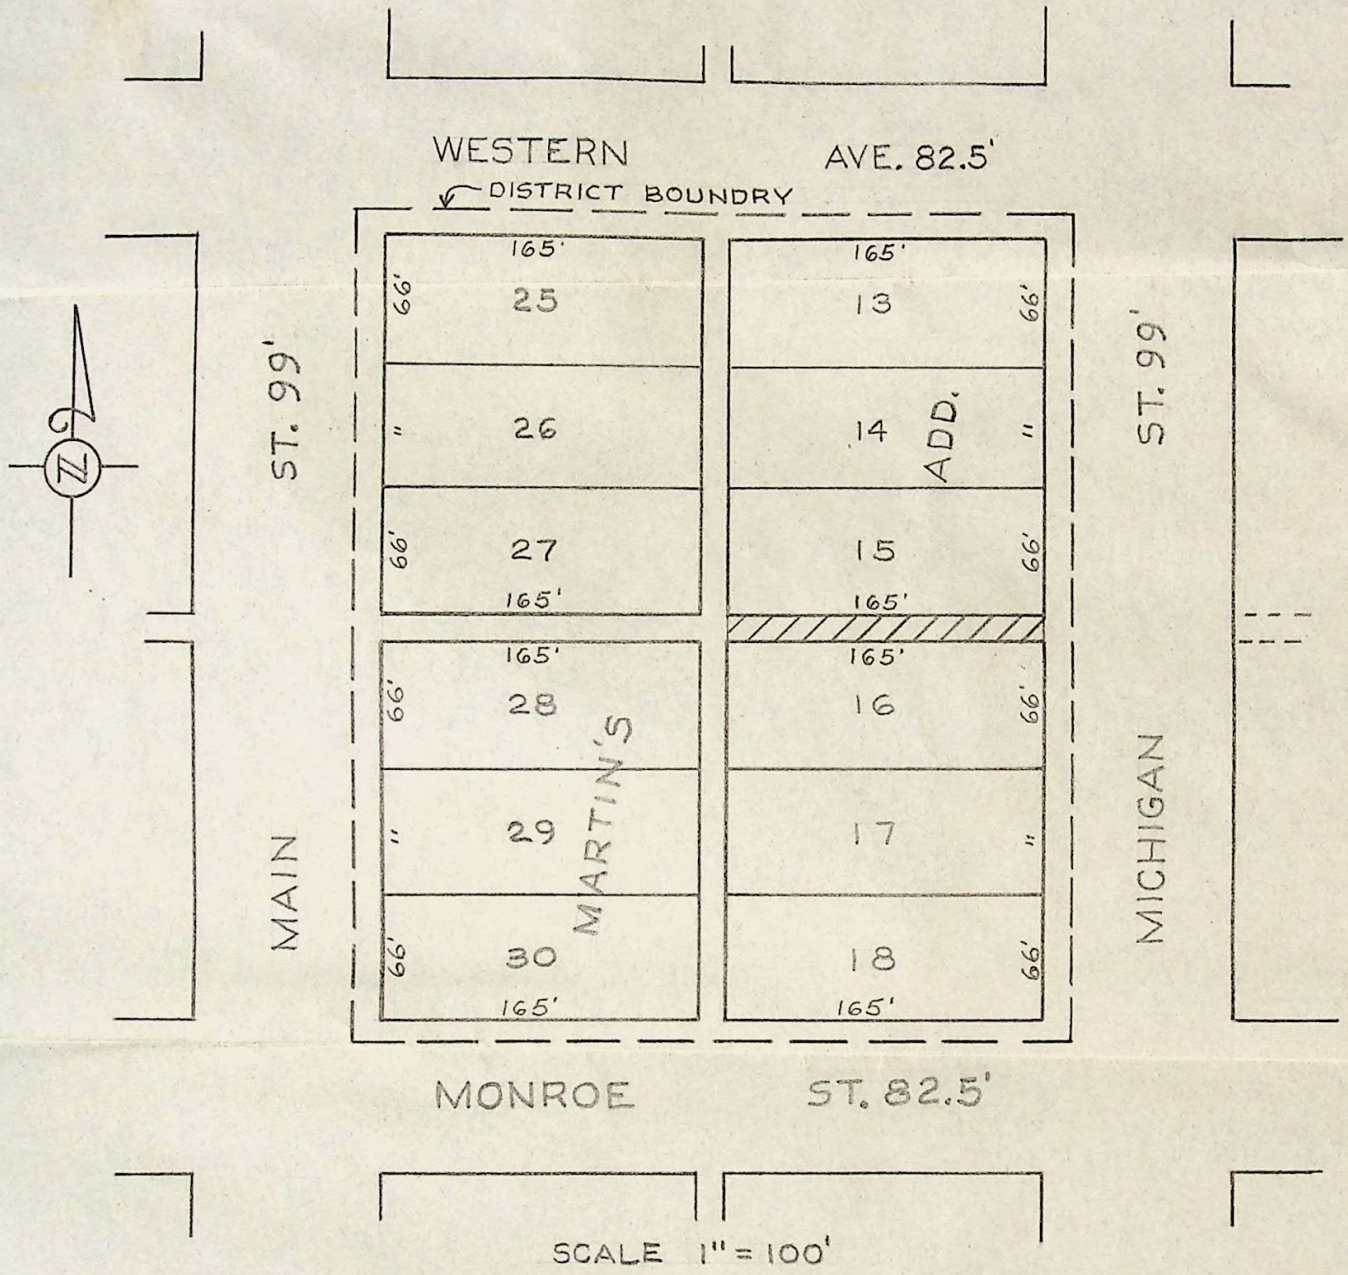 WESTERN AVE. 82.5'
DISTRICT BOUNDRY
165' 165'
66' 25 13 66'
ST. 99' ST. 99'
" 26 14 ADD. "
N
66' 27 15 66'
165' 165'
165' 165'
66' 28 16 66'
MARTIN'S
MAIN MICHIGAN
" 29 17 "
66' 30 18 66'
165' 165'
MONROE ST. 82.5'
SCALE 1" = 100'